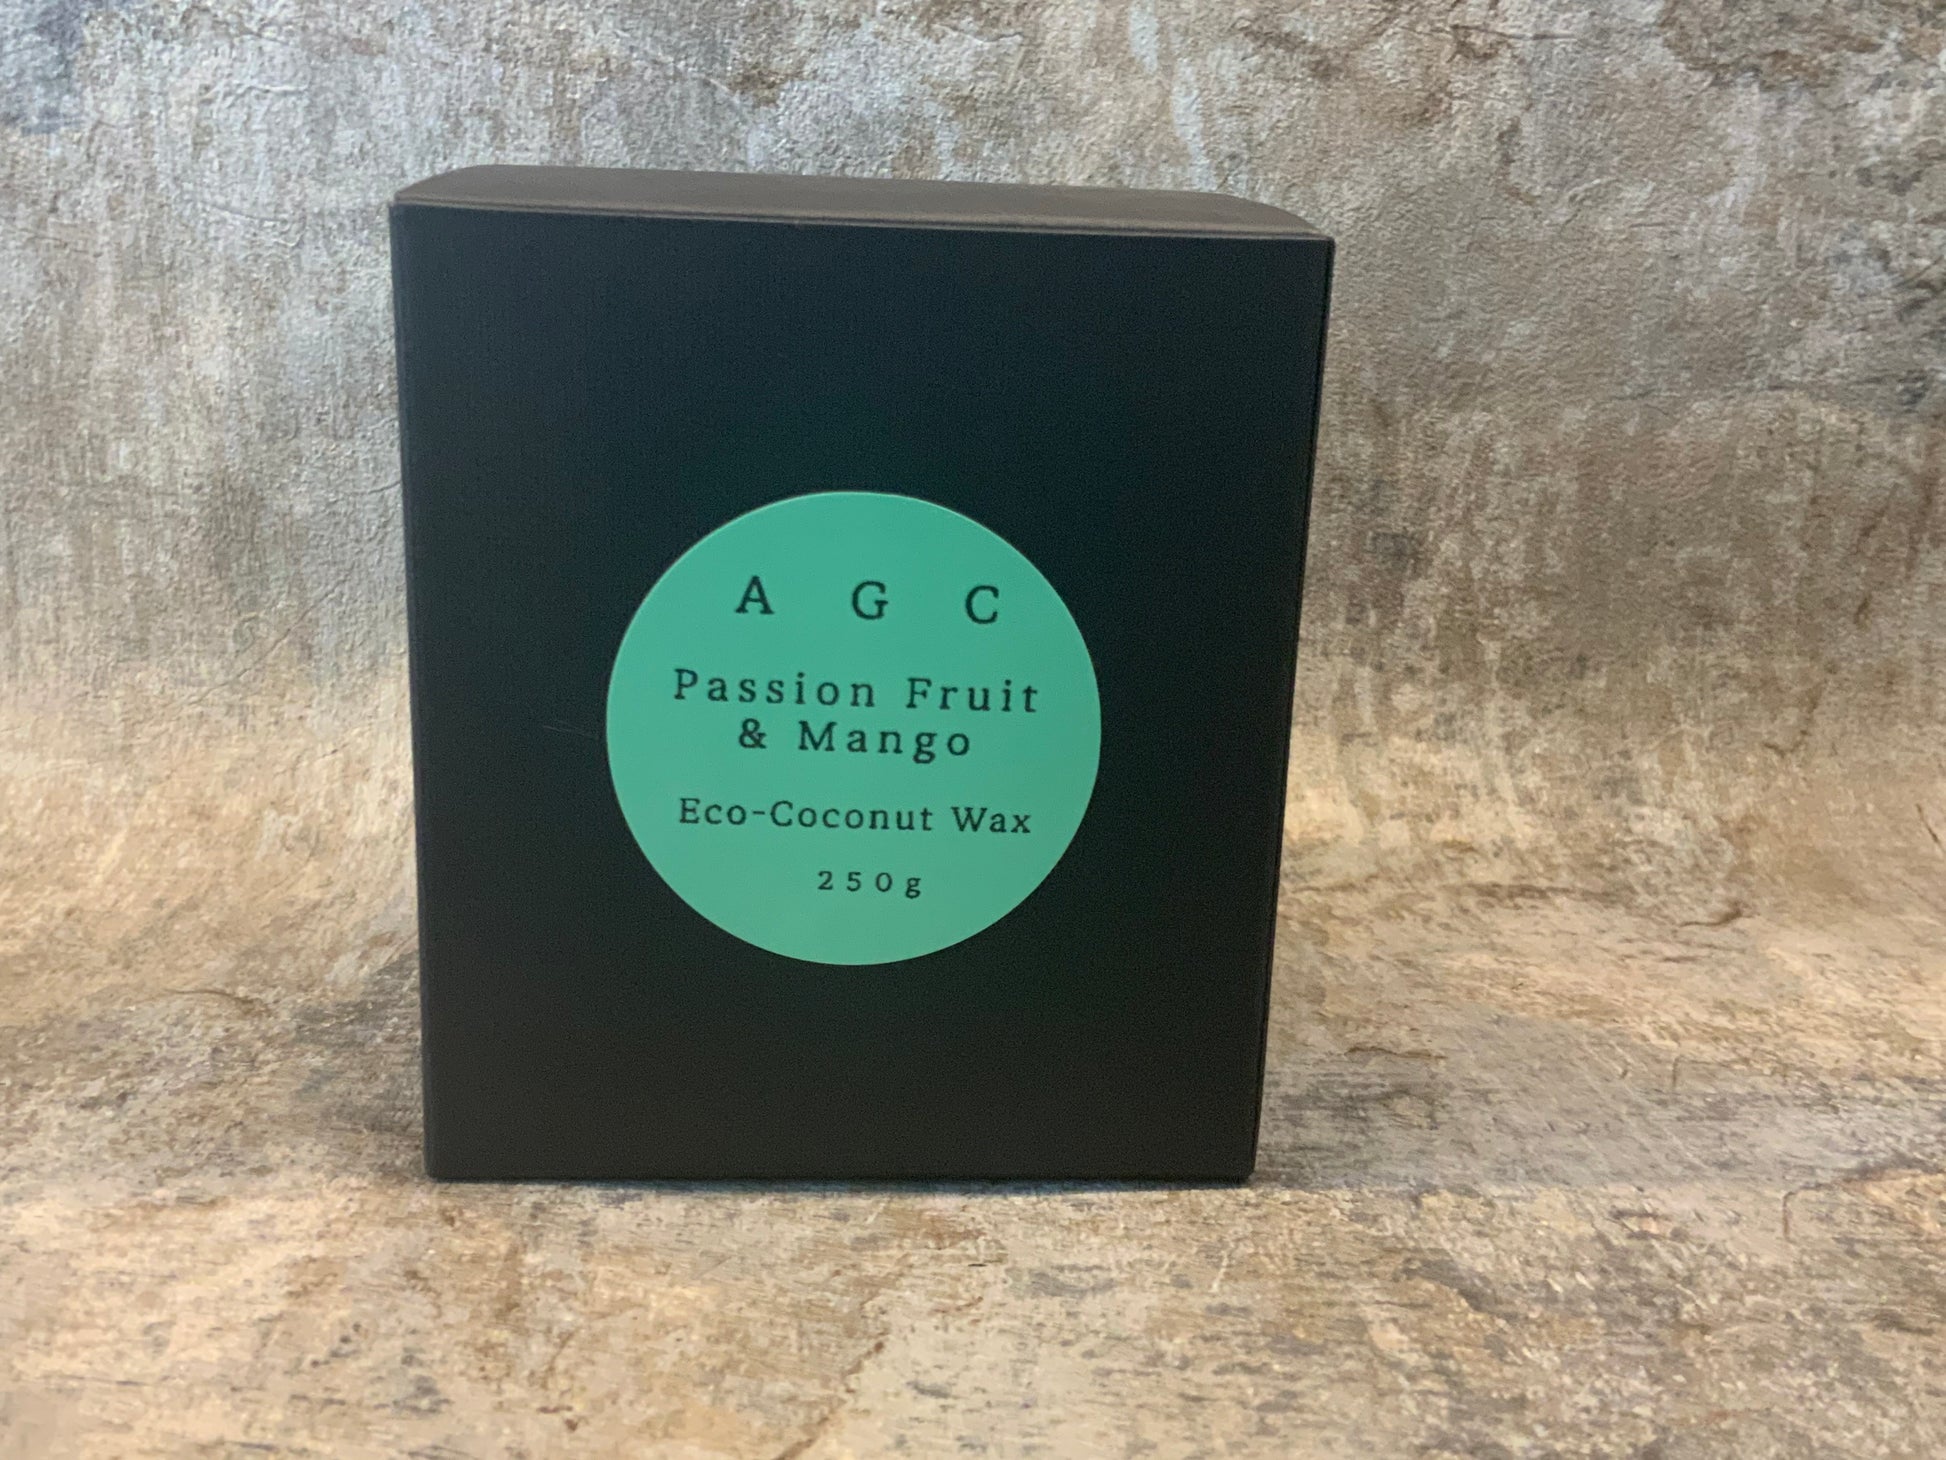 A G C
Passion Fruit
& Mango
Eco-Coconut Wax
250g